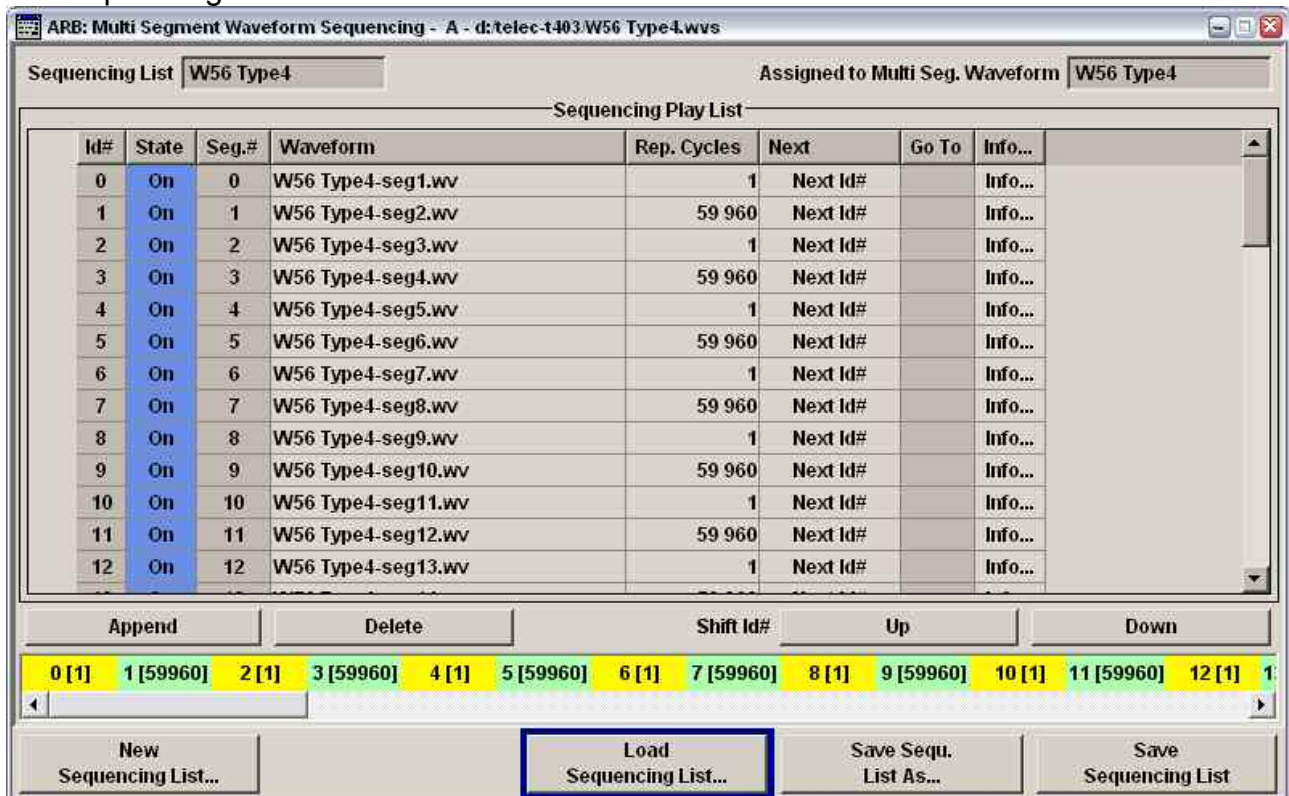 ARB: Multi Segment Waveform Sequencing - A - d:/telec-t403/W56 Type4.wvs
Sequencing List W56 Type4 Assigned to Multi Seg. Waveform W56 Type4
Sequencing Play List
Id# State Seg.# Waveform Rep. Cycles Next Go To Info...
0 On 0 W56 Type4-seg1.wv 1 Next Id# Info...
1 On 1 W56 Type4-seg2.wv 59 960 Next Id# Info...
2 On 2 W56 Type4-seg3.wv 1 Next Id# Info...
3 On 3 W56 Type4-seg4.wv 59 960 Next Id# Info...
4 On 4 W56 Type4-seg5.wv 1 Next Id# Info...
5 On 5 W56 Type4-seg6.wv 59 960 Next Id# Info...
6 On 6 W56 Type4-seg7.wv 1 Next Id# Info...
7 On 7 W56 Type4-seg8.wv 59 960 Next Id# Info...
8 On 8 W56 Type4-seg9.wv 1 Next Id# Info...
9 On 9 W56 Type4-seg10.wv 59 960 Next Id# Info...
10 On 10 W56 Type4-seg11.wv 1 Next Id# Info...
11 On 11 W56 Type4-seg12.wv 59 960 Next Id# Info...
12 On 12 W56 Type4-seg13.wv 1 Next Id# Info...
Append Delete Shift Id# Up Down
0 [1] 1 [59960] 2 [1] 3 [59960] 4 [1] 5 [59960] 6 [1] 7 [59960] 8 [1] 9 [59960] 10 [1] 11 [59960] 12 [1]
New Sequencing List... Load Sequencing List... Save Sequ. List As... Save Sequencing List